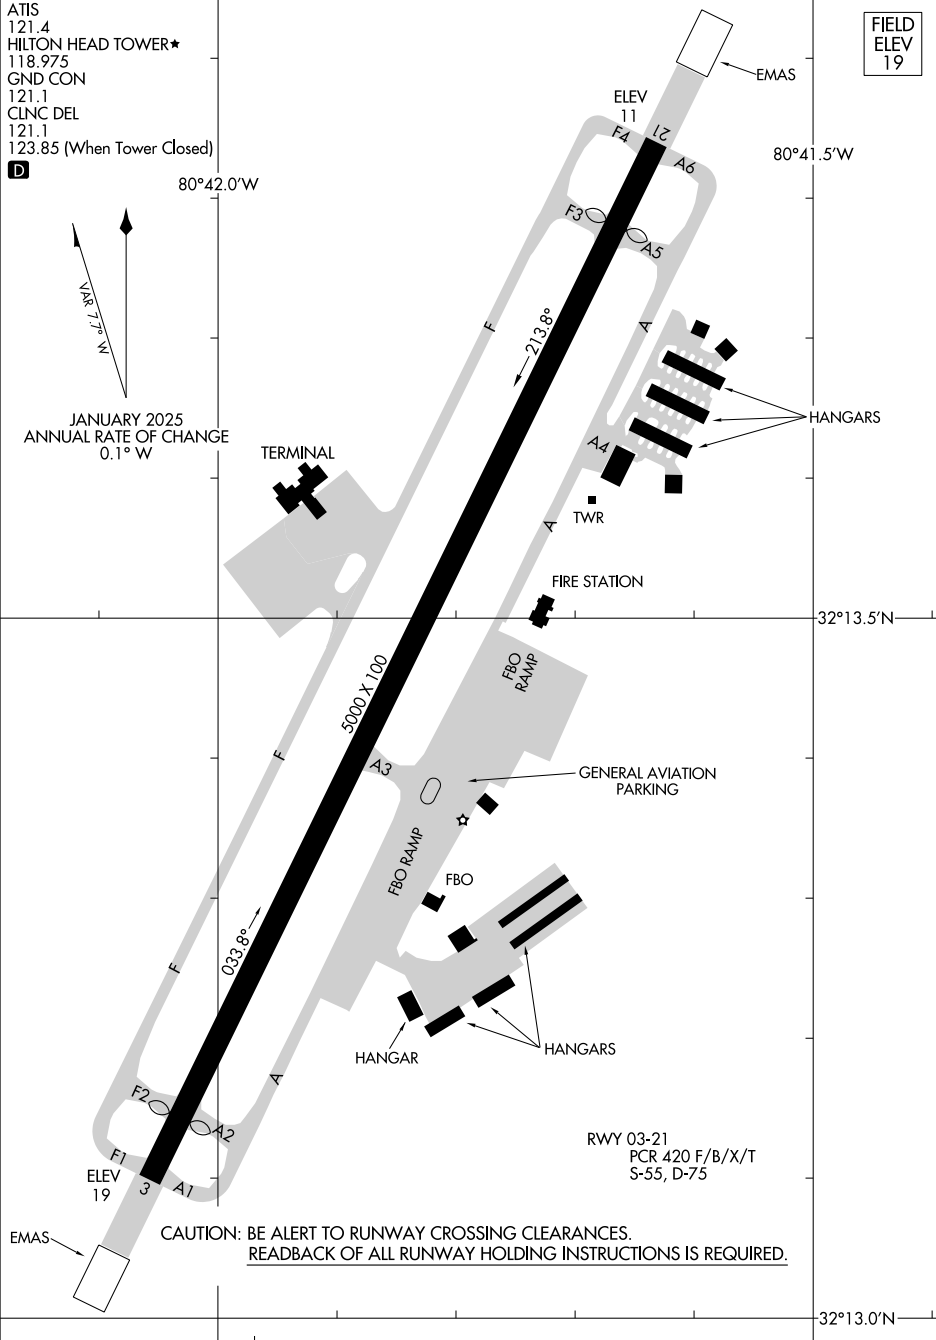 ATIS
121.4
HILTON HEAD TOWER★
118.975
GND CON
121.1
CLNC DEL
121.1
123.85 (When Tower Closed)
D
FIELD
ELEV
19
EMAS
ELEV
11
21
F4
A6
80°42.0'W
80°41.5'W
F3
A5
VAR 7.7° W
JANUARY 2025
ANNUAL RATE OF CHANGE
0.1° W
F
213.8°
A
HANGARS
TERMINAL
A4
TWR
A
FIRE STATION
32°13.5'N
FBO
RAMP
5000 X 100
F
A3
GENERAL AVIATION
PARKING
FBO RAMP
FBO
033.8°
F
HANGAR
HANGARS
A
F2
A2
F1
A1
3
ELEV
19
RWY 03-21
PCR 420 F/B/X/T
S-55, D-75
EMAS
CAUTION: BE ALERT TO RUNWAY CROSSING CLEARANCES.
READBACK OF ALL RUNWAY HOLDING INSTRUCTIONS IS REQUIRED.
32°13.0'N